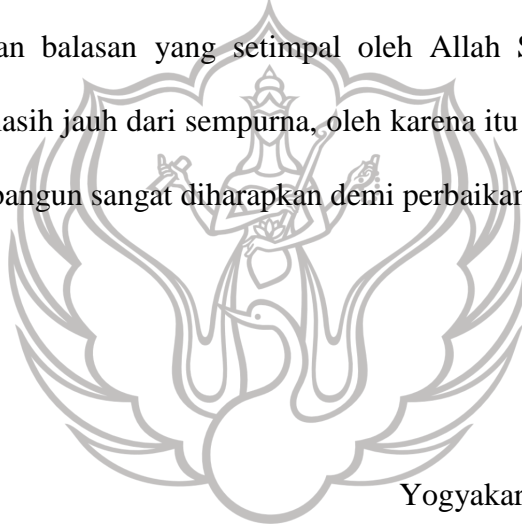 an balasan yang setimpal oleh Allah S
asih jauh dari sempurna, oleh karena itu
bangun sangat diharapkan demi perbaikan
Yogyakar